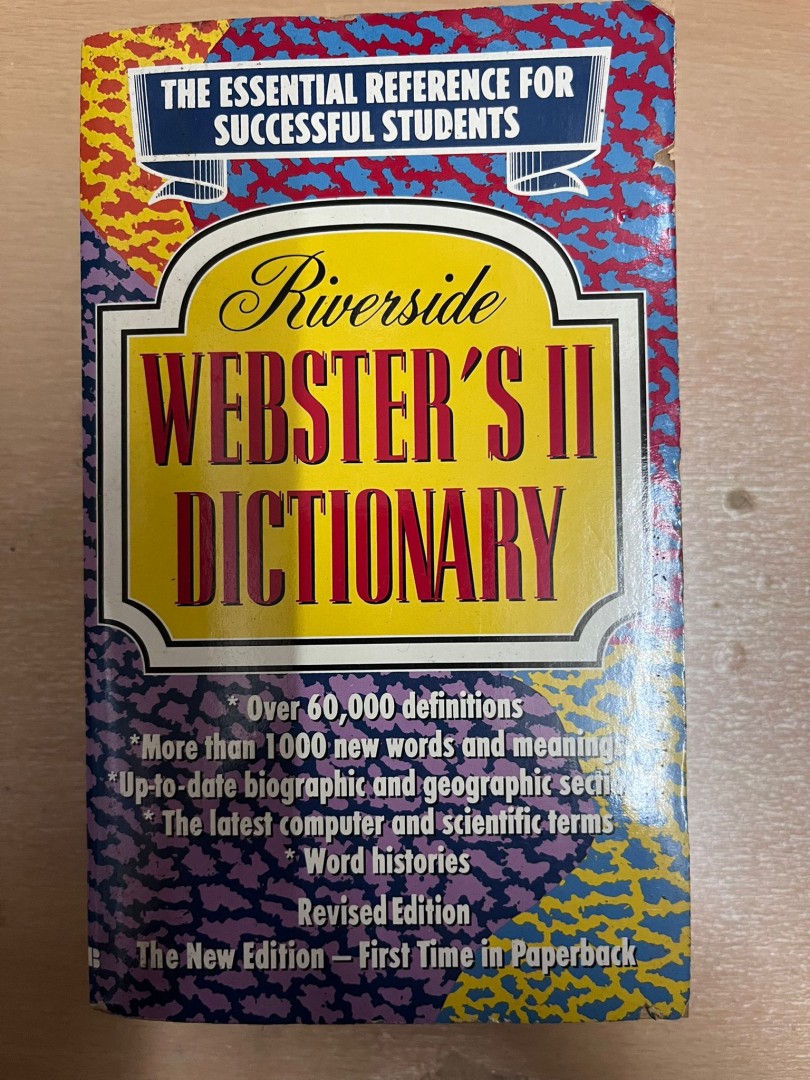 THE ESSENTIAL REFERENCE FOR
SUCCESSFUL STUDENTS
Riverside
WEBSTER'S II
DICTIONARY
* Over 60,000 definitions
*More than 1000 new words and meaning
*Up-to-date biographic and geographic
* The latest computer and scientific terms
* Word histories
Revised Edition
The New Edition – First Time in Paperback